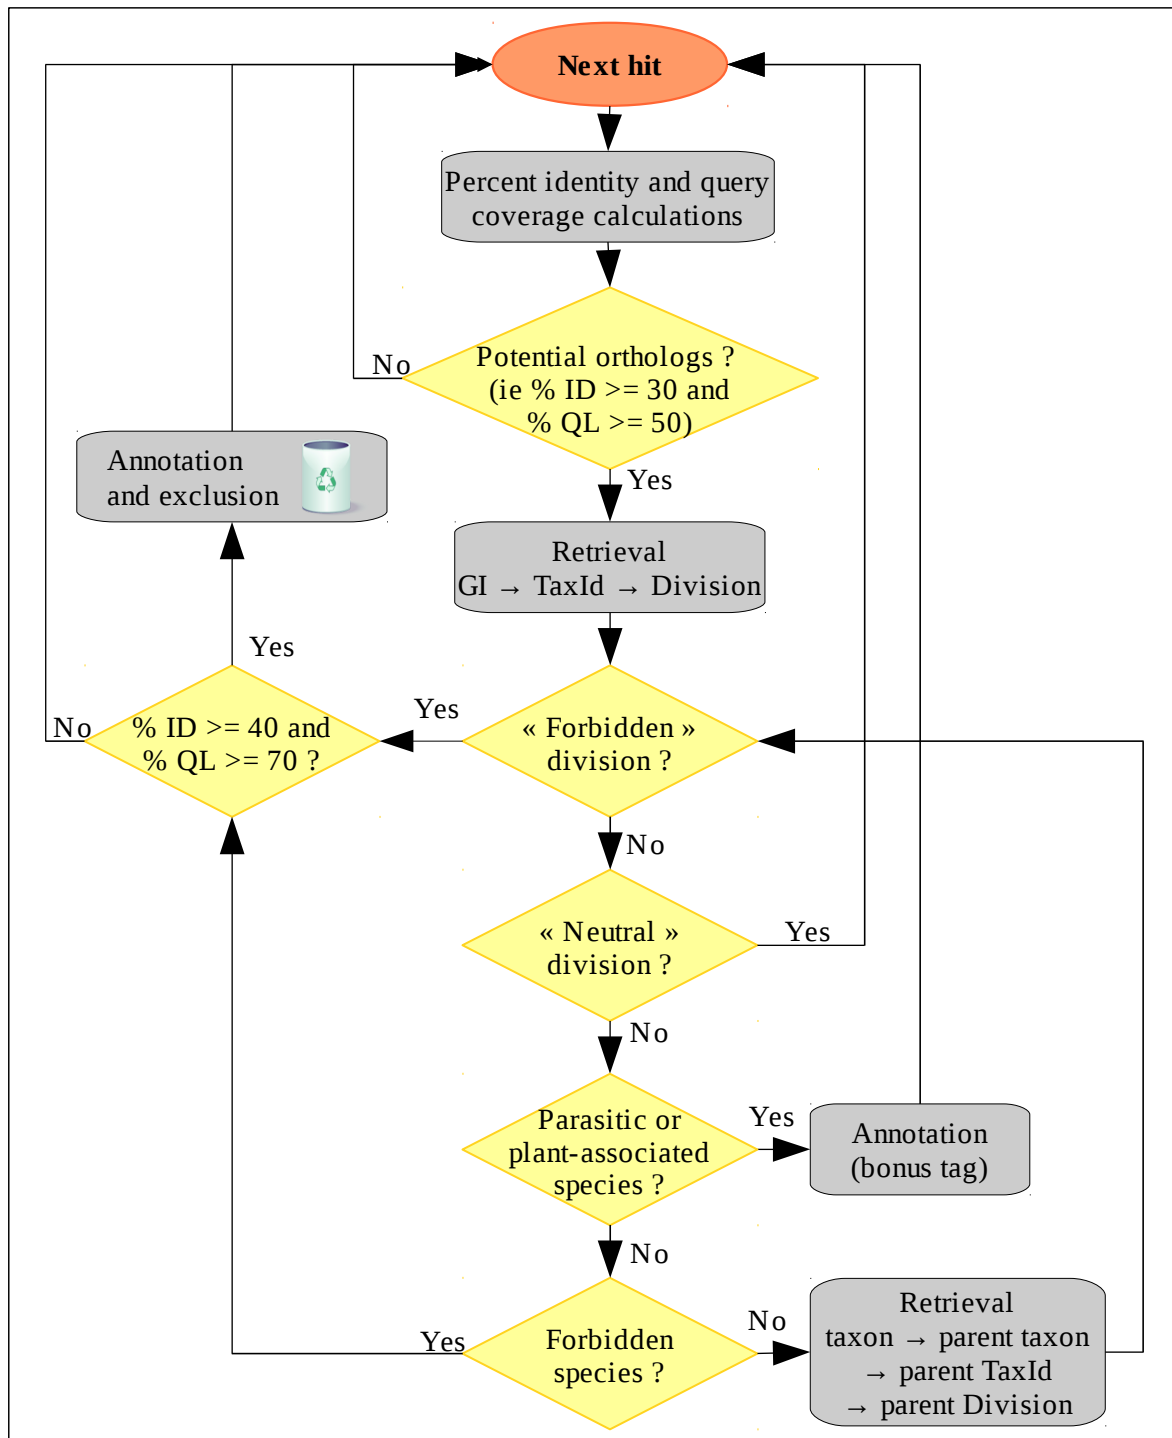 Next hit
Percent identity and query
coverage calculations
No
Potential orthologs ?
(ie % ID >= 30 and
% QL >= 50)
Yes
Annotation
and exclusion
Retrieval
GI → TaxId → Division
Yes
No
% ID >= 40 and
% QL >= 70 ?
Yes
« Forbidden »
division ?
No
« Neutral »
division ?
Yes
No
Parasitic or
plant-associated
species ?
Yes
Annotation
(bonus tag)
No
Yes
Forbidden
species ?
No
Retrieval
taxon → parent taxon
→ parent TaxId
→ parent Division